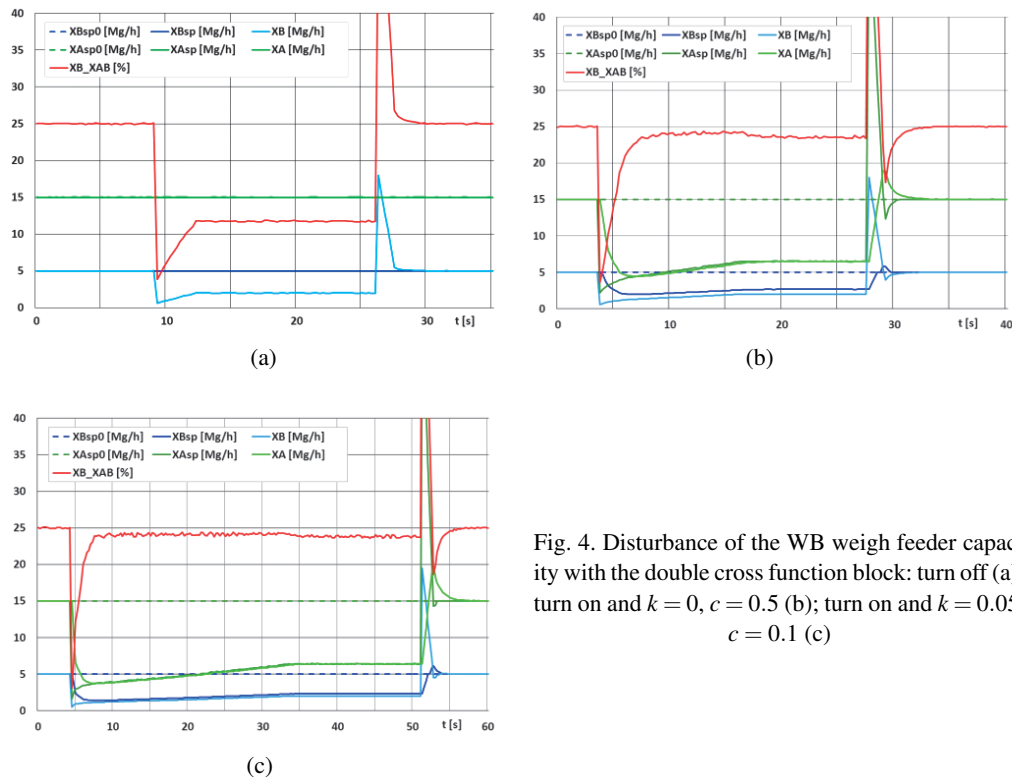 40
35
30
25
20
15
10
5
0
XBsp0 [Mg/h] XBsp [Mg/h] XB [Mg/h]
XAsp0 [Mg/h] XAsp [Mg/h] XA [Mg/h]
XB_XAB [%]
0 10 20 30 t [s]
(a)
40
35
30
25
20
15
10
5
0
XBsp0 [Mg/h] XBsp [Mg/h] XB [Mg/h]
XAsp0 [Mg/h] XAsp [Mg/h] XA [Mg/h]
XB_XAB [%]
0 10 20 30 t [s] 40
(b)
40
35
30
25
20
15
10
5
0
XBsp0 [Mg/h] XBsp [Mg/h] XB [Mg/h]
XAsp0 [Mg/h] XAsp [Mg/h] XA [Mg/h]
XB_XAB [%]
0 10 20 30 40 50 t [s] 60
(c)
Fig. 4. Disturbance of the WB weigh feeder capac
ity with the double cross function block: turn off (a)
turn on and k = 0, c = 0.5 (b); turn on and k = 0.05
c = 0.1 (c)